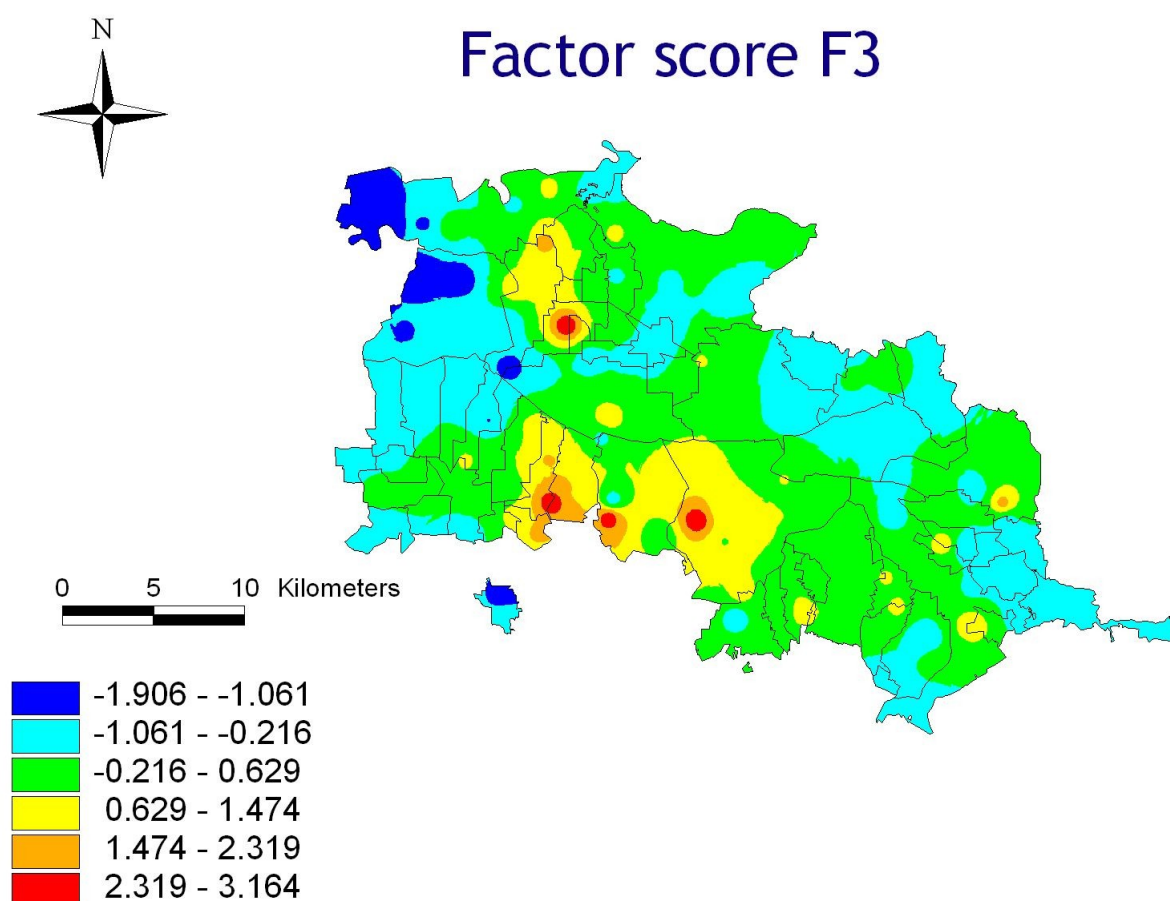 N
Factor score F3
0 5 10 Kilometers
-1.906 - -1.061
-1.061 - -0.216
-0.216 - 0.629
0.629 - 1.474
1.474 - 2.319
2.319 - 3.164